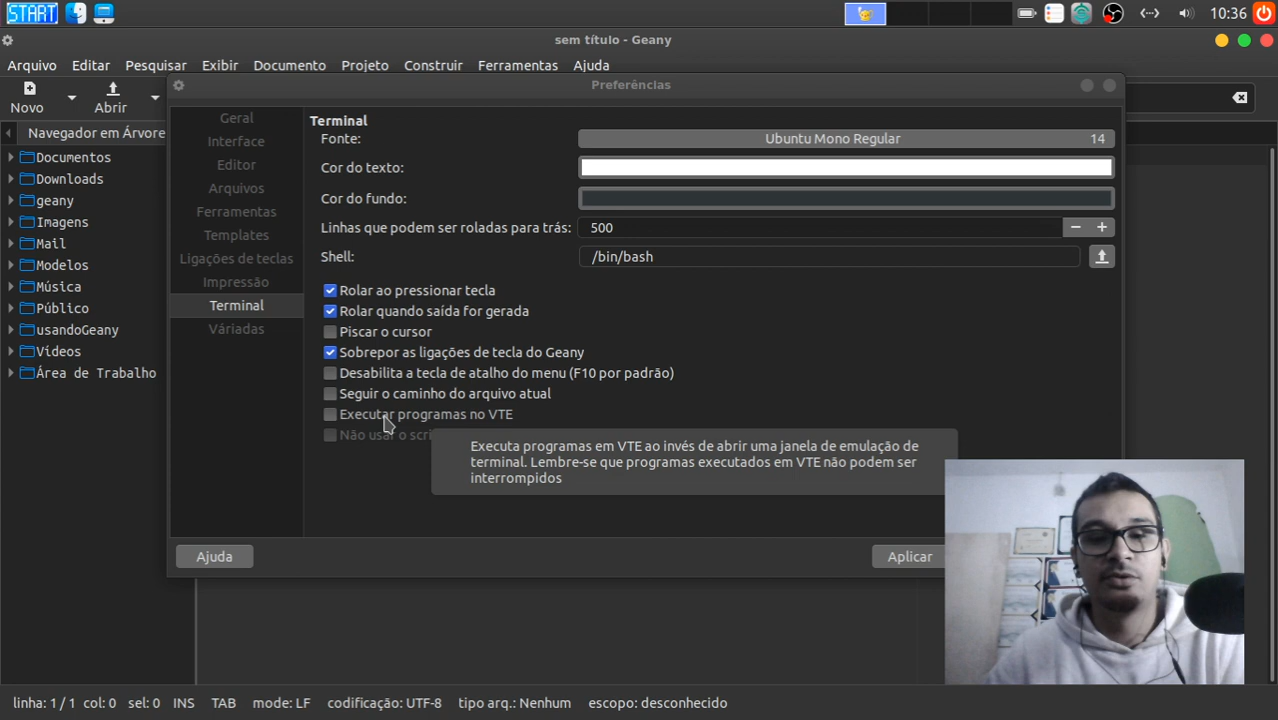 START
10:36
sem título - Geany
Arquivo Editar Pesquisar Exibir Documento Projeto Construir Ferramentas Ajuda
Novo
Abrir
Preferências
Navegador em Árvore
Documentos
Downloads
geany
Imagens
Mail
Modelos
Música
Público
usandoGeany
Vídeos
Área de Trabalho
Geral
Interface
Editor
Arquivos
Ferramentas
Templates
Ligações de teclas
Impressão
Terminal
Váriadas
Terminal
Fonte: Ubuntu Mono Regular 14
Cor do texto:
Cor do fundo:
Linhas que podem ser roladas para trás: 500
Shell: /bin/bash
Rolar ao pressionar tecla
Rolar quando saída for gerada
Piscar o cursor
Sobrepor as ligações de tecla do Geany
Desabilita a tecla de atalho do menu (F10 por padrão)
Seguir o caminho do arquivo atual
Executar programas no VTE
Não usar o scri
Executa programas em VTE ao invés de abrir uma janela de emulação de
terminal. Lembre-se que programas executados em VTE não podem ser
interrompidos
Ajuda
Aplicar
linha: 1 / 1 col: 0 sel: 0 INS TAB mode: LF codificação: UTF-8 tipo arq.: Nenhum escopo: desconhecido